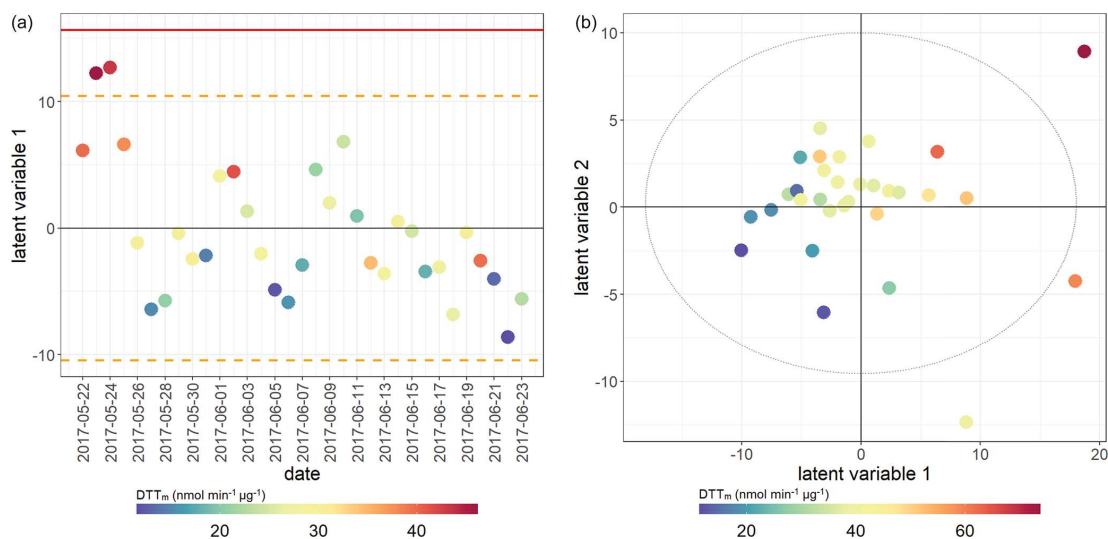 (a)
latent variable 1
10
0
-10
2017-05-22
2017-05-24
2017-05-26
2017-05-28
2017-05-30
2017-06-01
2017-06-03
2017-06-05
2017-06-07
2017-06-09
2017-06-11
2017-06-13
2017-06-15
2017-06-17
2017-06-19
2017-06-21
2017-06-23
date
DTTₘ (nmol min⁻¹ µg⁻¹)
20 30 40
(b)
latent variable 2
10
5
0
-5
-10
-10 0 10 20
latent variable 1
DTTₘ (nmol min⁻¹ µg⁻¹)
20 40 60